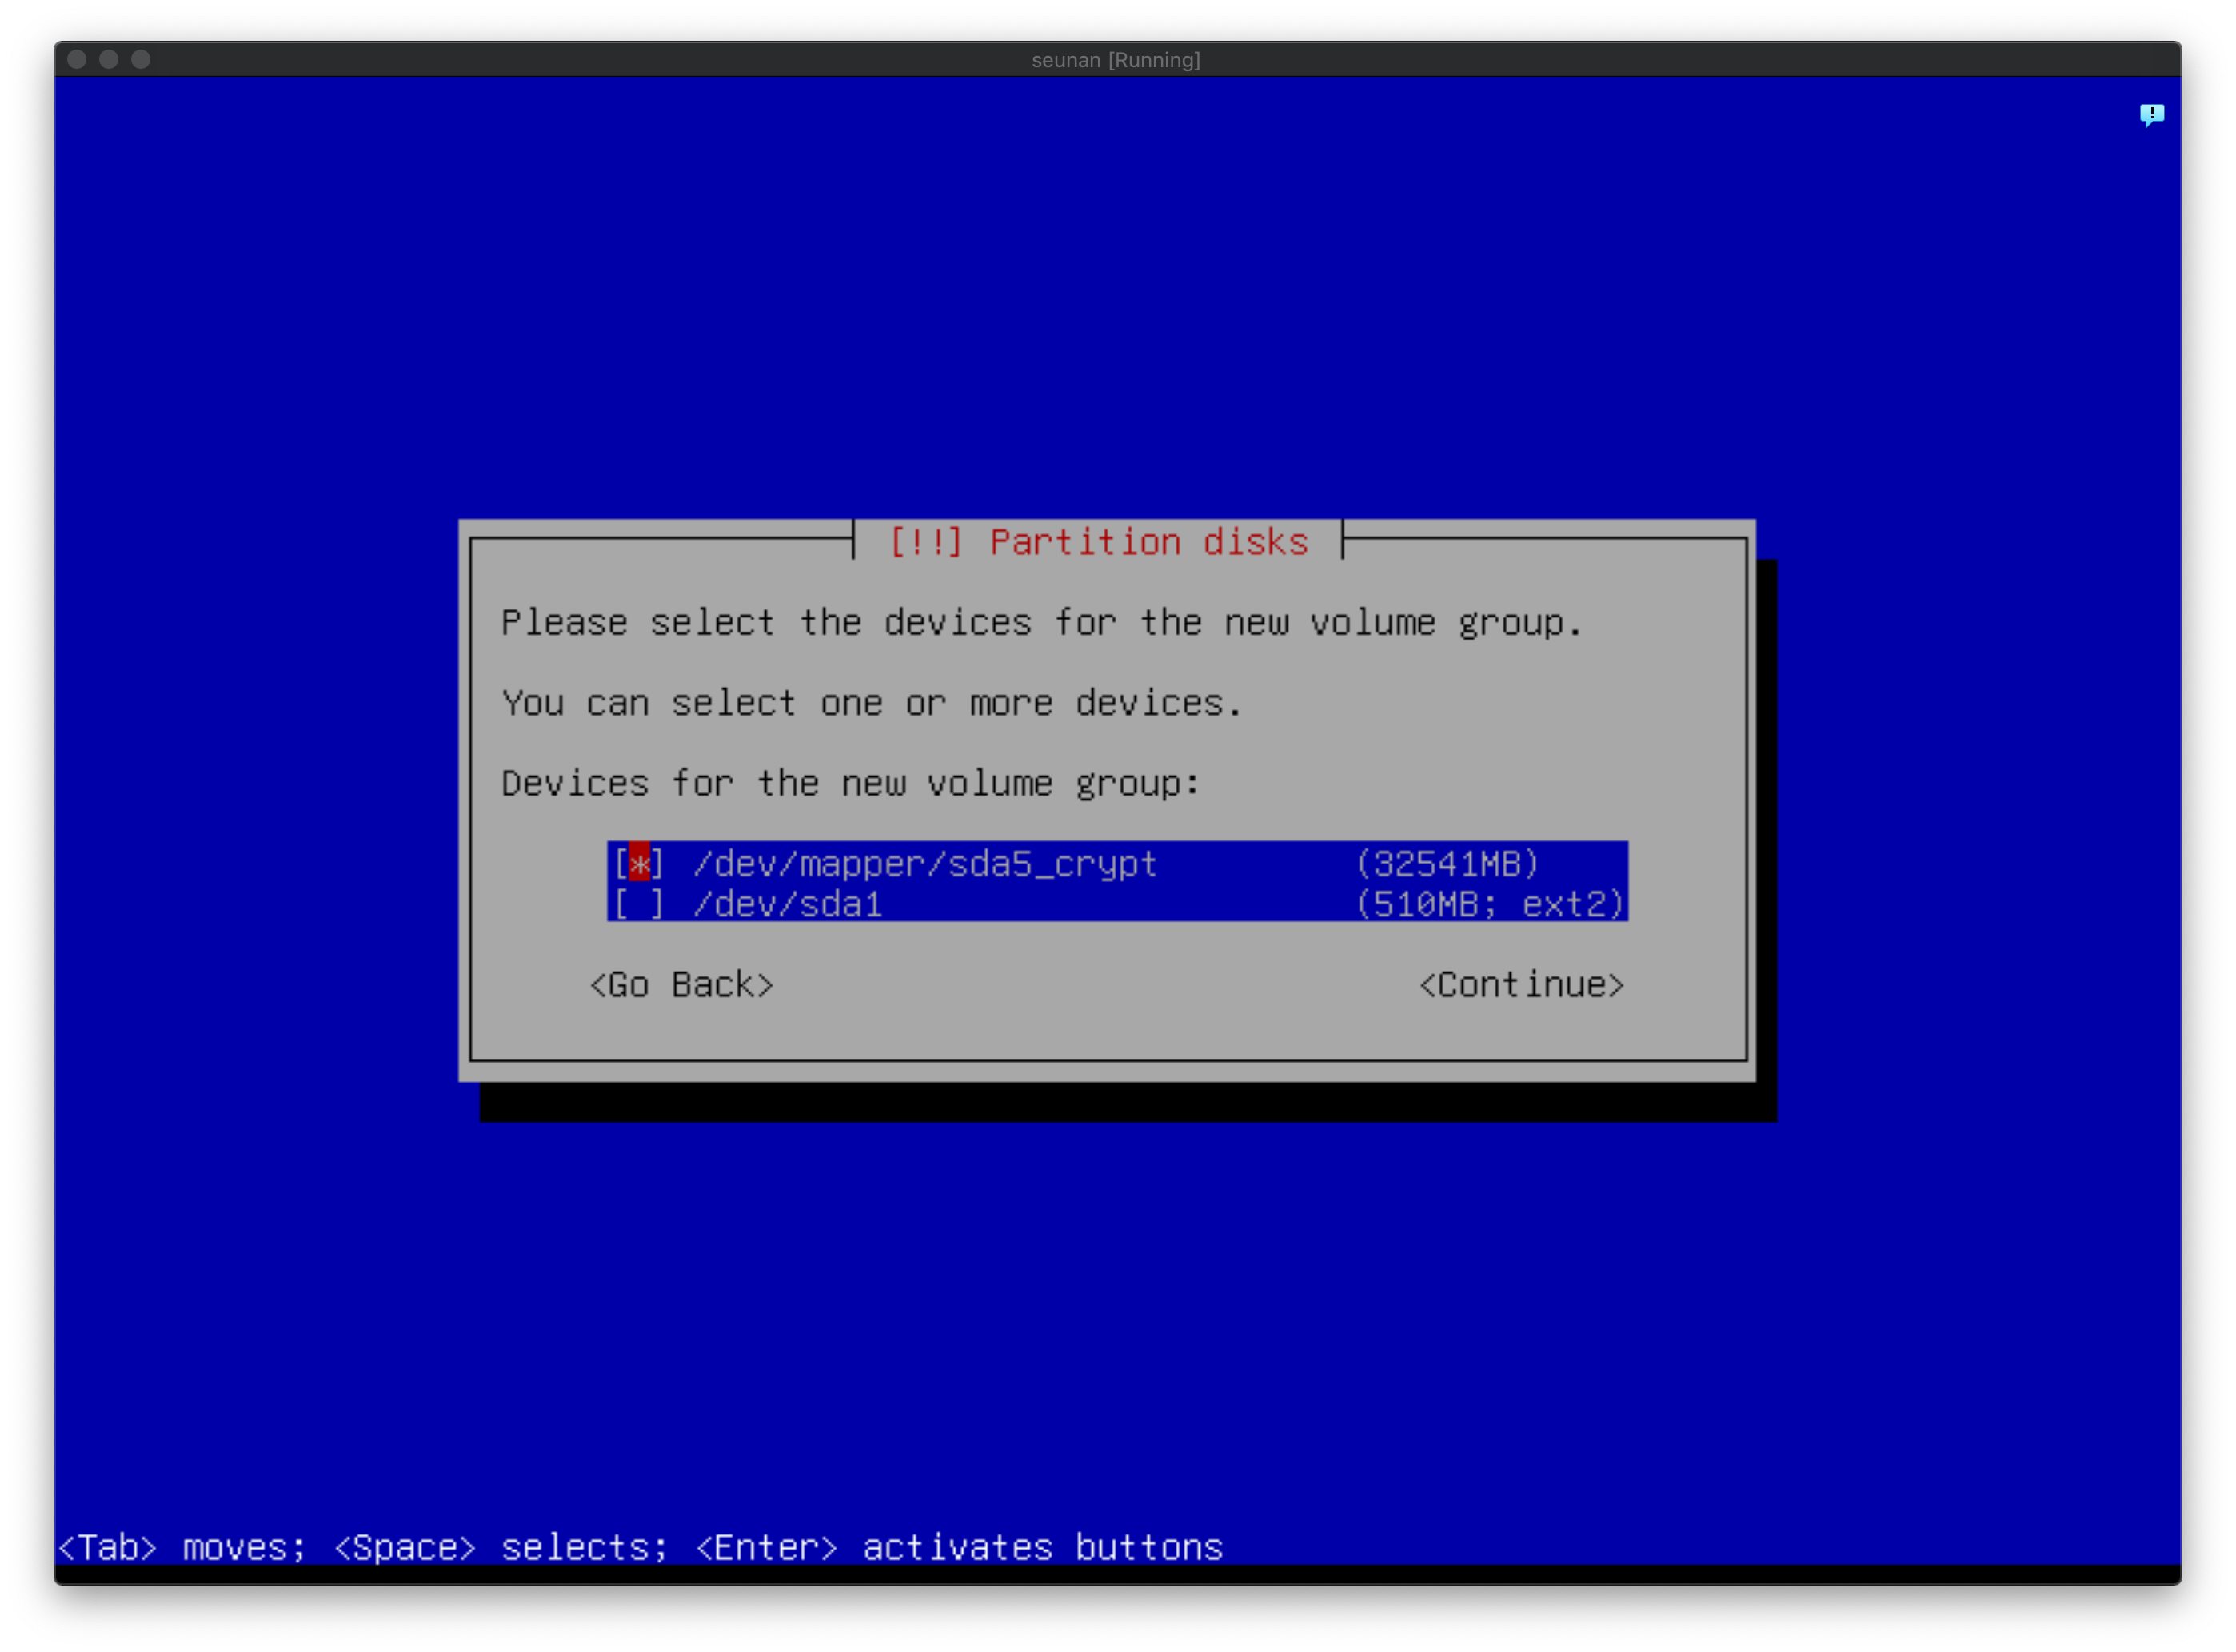 seunan [Running]
[!!] Partition disks
Please select the devices for the new volume group.
You can select one or more devices.
Devices for the new volume group:
[*] /dev/mapper/sda5_crypt (32541MB)
[ ] /dev/sda1 (510MB; ext2)
<Go Back> <Continue>
<Tab> moves; <Space> selects; <Enter> activates buttons